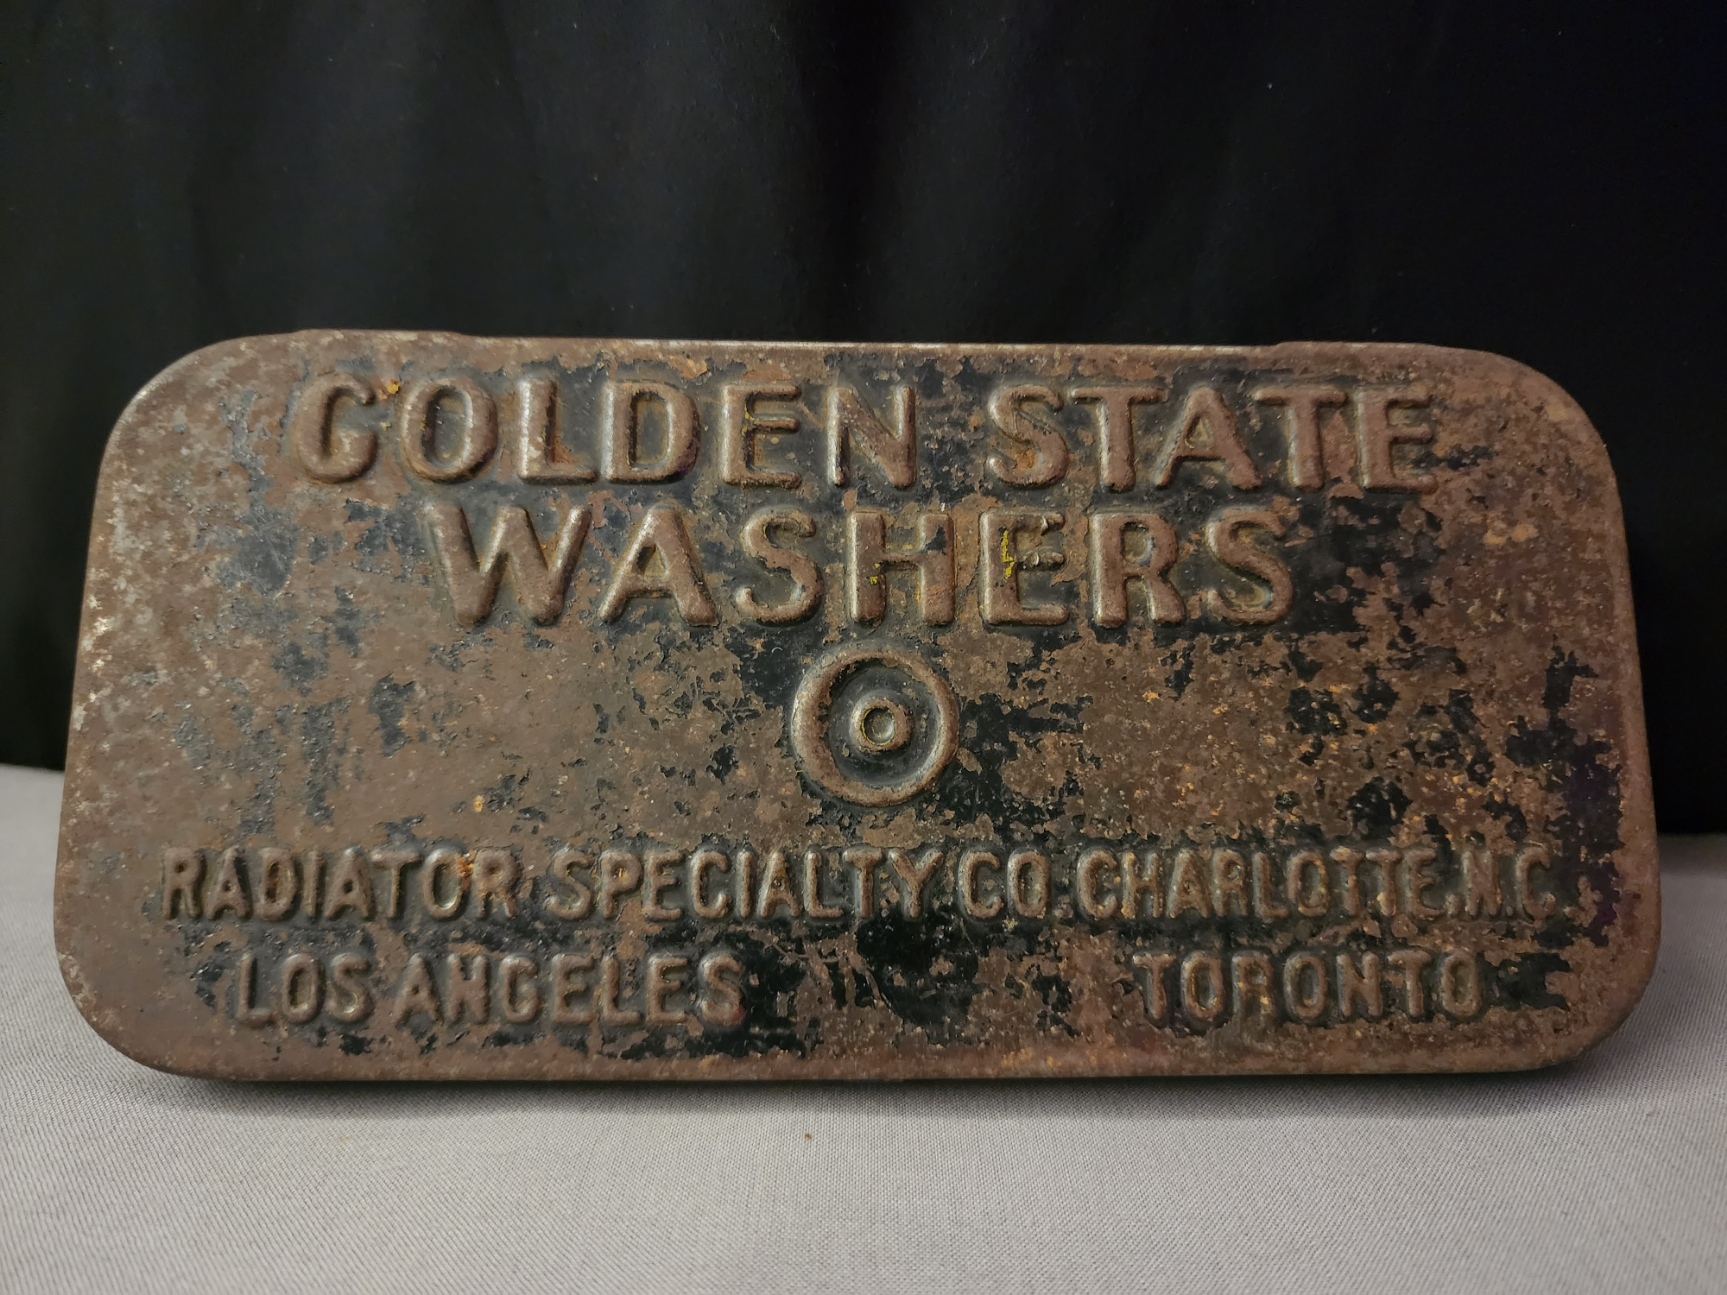 GOLDEN STATE
WASHERS
RADIATOR SPECIALTY CO. CHARLOTTE, N.C.
LOS ANGELES TORONTO